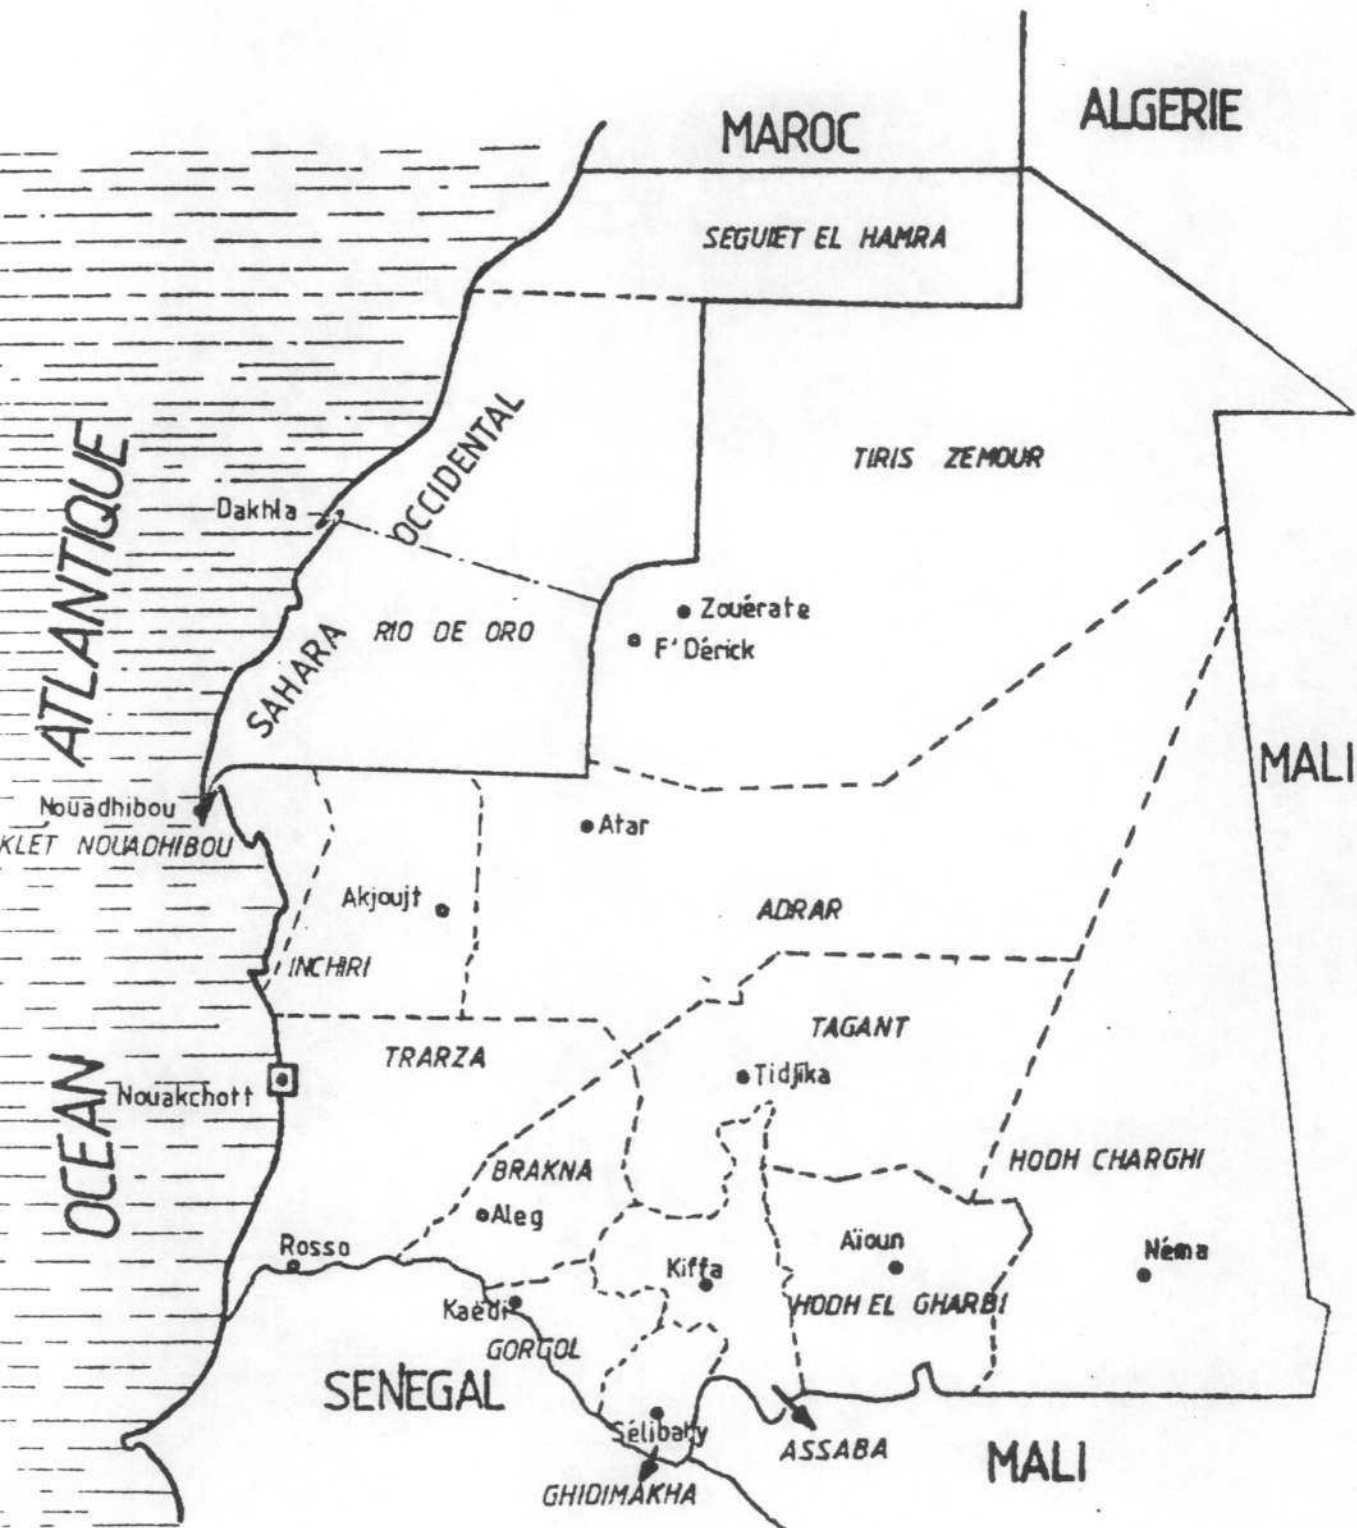 MAROC
ALGERIE
SEGUIET EL HAMRA
OCCIDENTAL
TIRIS ZEMOUR
ATLANTIQUE
Dakhla
Zouérate
RIO DE ORO
F'Dérick
SAHARA
MALI
Nouadhibou
KLET NOUADHIBOU
Atar
Akjoujt
ADRAR
INCHIRI
TAGANT
TRARZA
OCEAN
Tidjika
Nouakchott
BRAKNA
HODH CHARGHI
Aleg
Rosso
Aïoun
Néma
Kiffa
Kaédi
HODH EL GHARBI
GORGOL
SENEGAL
Sélibaby
ASSABA
MALI
GHIDIMAKHA